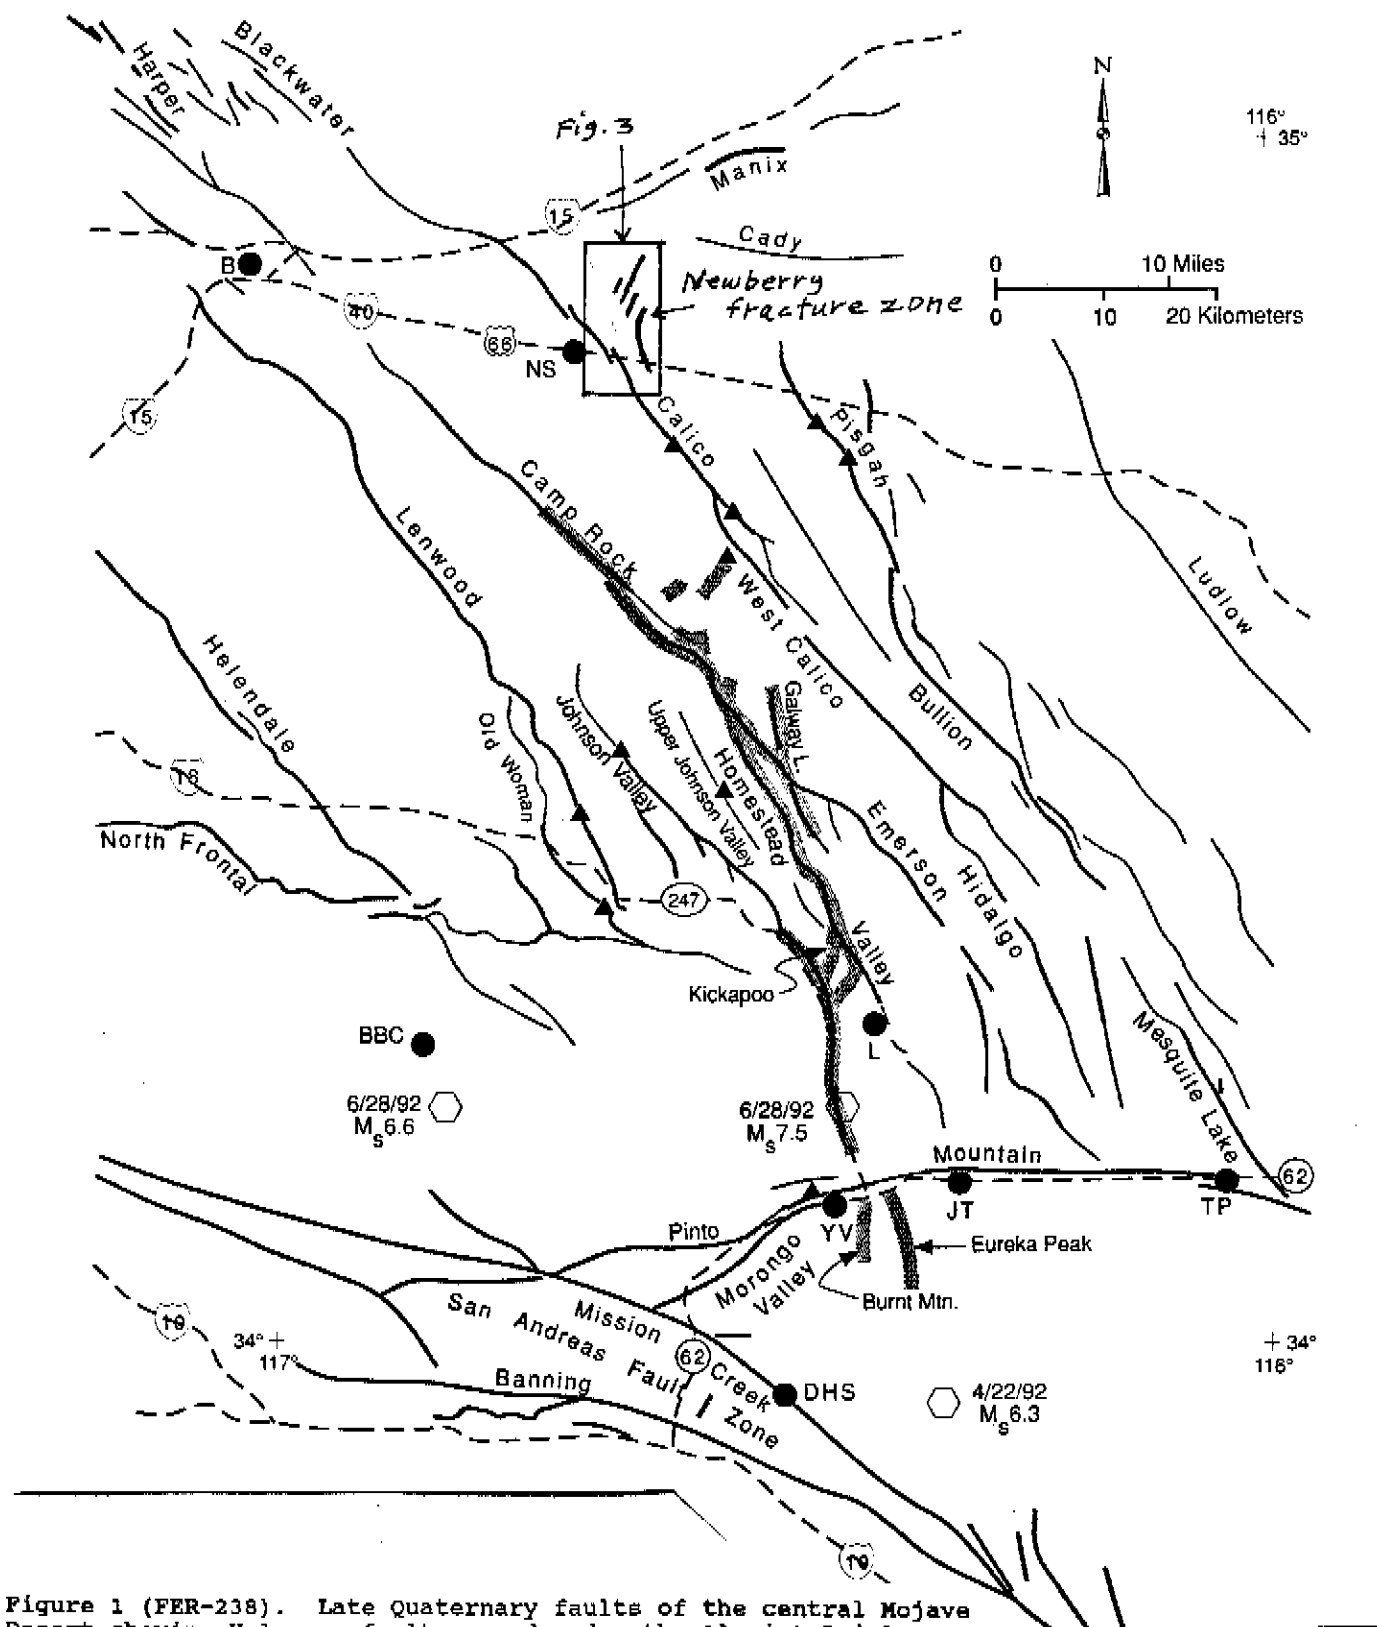 Blackwater
Harper
Fig. 3
N
116°
35°
Manix
15
Cady
B
Newberry
fracture zone
0 10 Miles
0 10 20 Kilometers
40
66
NS
15
Calico
Pisgah
Camp Rock
Lenwood
Ludlow
West Calico
Helendale
Galway L.
Bullion
Old Woman
Johnson Valley
Upper Johnson Valley
Homestead
Valley
18
Emerson
Hidalgo
North Frontal
247
Kickapoo
L
Mesquite Lake
BBC
6/28/92
Ms6.6
6/28/92
Ms7.5
Mountain
62
JT
TP
Pinto
YV
Morongo
Valley
Eureka Peak
Burnt Mtn.
San Andreas Fault Zone
Mission Creek
10
34°
117°
34°
116°
62
Banning
DHS
4/22/92
Ms6.3
10
Figure 1 (FER-238). Late Quaternary faults of the central Mojave